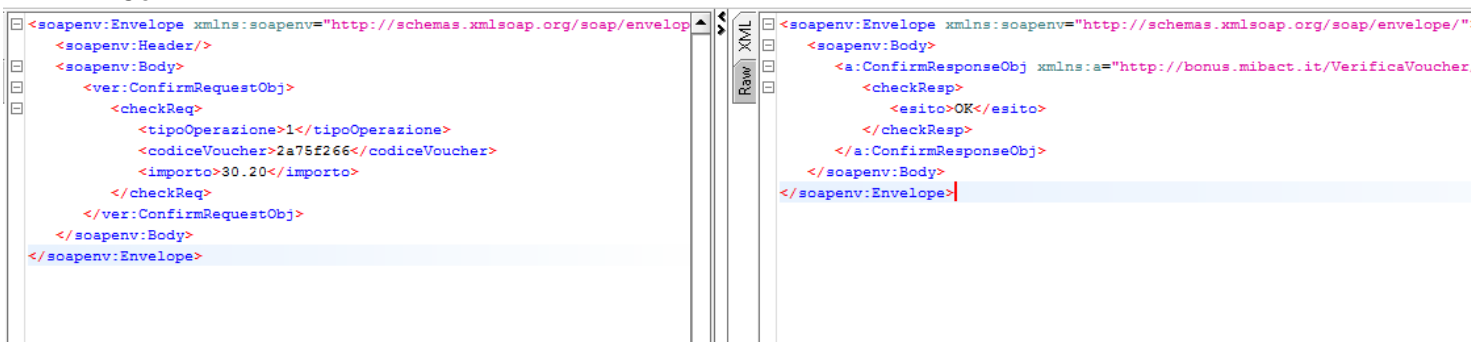 <soapenv:Envelope xmlns:soapenv="http://schemas.xmlsoap.org/soap/envelop
<soapenv:Header/>
<soapenv:Body>
<ver:ConfirmRequestObj>
<checkReq>
<tipoOperazione>1</tipoOperazione>
<codiceVoucher>2a75f266</codiceVoucher>
<importo>30.20</importo>
</checkReq>
</ver:ConfirmRequestObj>
</soapenv:Body>
</soapenv:Envelope>
XML
Raw
<soapenv:Envelope xmlns:soapenv="http://schemas.xmlsoap.org/soap/envelope/"
<soapenv:Body>
<a:ConfirmResponseObj xmlns:a="http://bonus.mibact.it/VerificaVoucher/
<checkResp>
<esito>OK</esito>
</checkResp>
</a:ConfirmResponseObj>
</soapenv:Body>
</soapenv:Envelope>